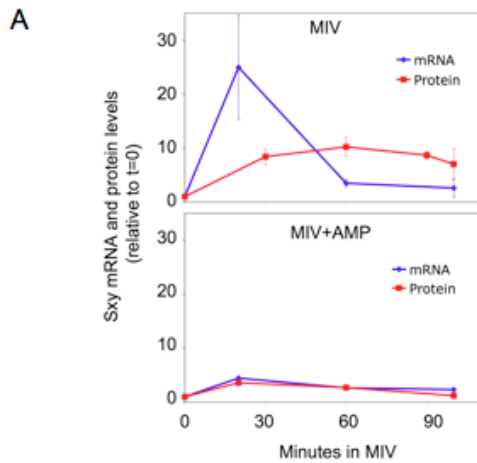 A
MIV
mRNA
Protein
30
20
10
0
MIV+AMP
mRNA
Protein
30
20
10
0
Sxy mRNA and protein levels
(relative to t=0)
0 30 60 90
Minutes in MIV